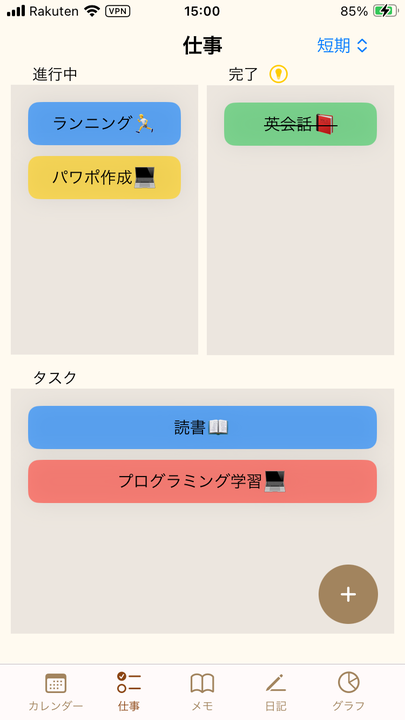 Rakuten VPN 15:00 85%
仕事 短期
進行中 完了
ランニング🏃 英会話📕
パワポ作成💻
タスク
読書📖
プログラミング学習💻
+
カレンダー 仕事 メモ 日記 グラフ